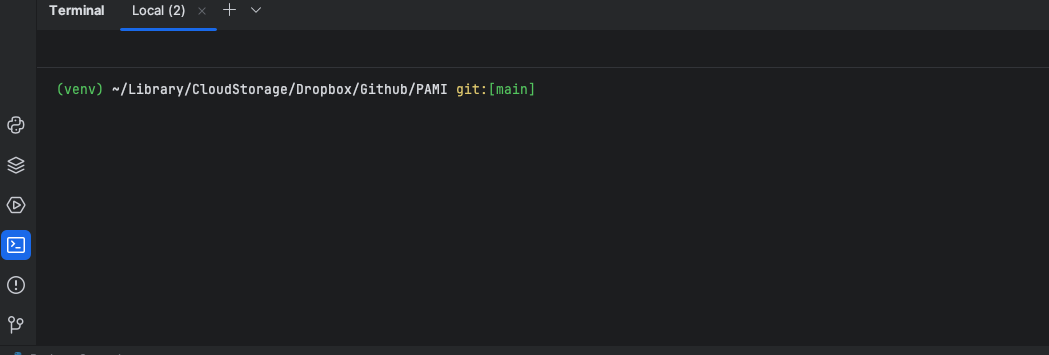 Terminal Local (2)
(venv) ~/Library/CloudStorage/Dropbox/Github/PAMI git:[main]